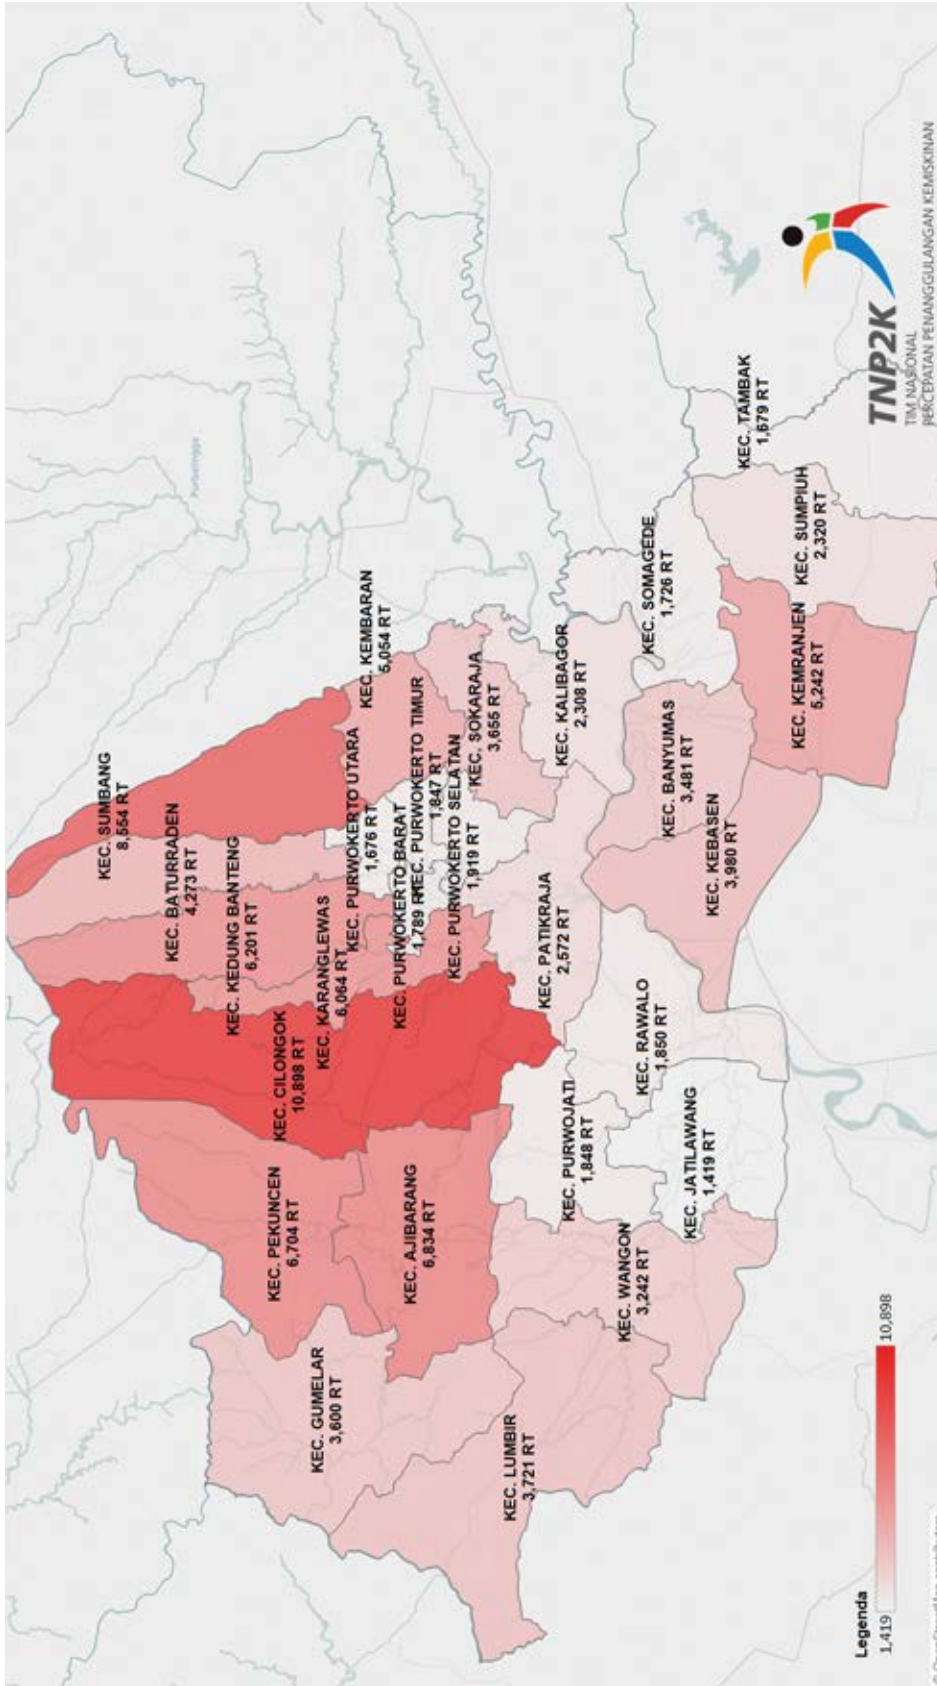 KEC. SUMBANG
8,554 RT
KEC. BATURRADEN
4,273 RT
KEC. KEDUNG BANTENG
6,201 RT
KEC. CILONGOK
10,898 RT
KEC. KARANGLEWAS
6,064 RT
KEC. PEKUNCEN
6,704 RT
KEC. GUMELAR
3,600 RT
KEC. PURWOKERTO UTARA
1,676 RT
KEC. KEMBARAN
5,054 RT
KEC. PURWOKERTO BARAT
1,789 RT
KEC. PURWOKERTO TIMUR
1,847 RT
KEC. AJIBARANG
6,834 RT
KEC. PURWOKERTO SELATAN
1,919 RT
KEC. SOKARAJA
3,655 RT
KEC. LUMBIR
3,721 RT
KEC. PATIKRAJA
2,572 RT
KEC. KALIBAGOR
2,308 RT
KEC. PURWOJATI
1,848 RT
KEC. WANGON
3,242 RT
KEC. RAWALO
1,850 RT
KEC. SOMAGEDE
1,726 RT
KEC. BANYUMAS
3,481 RT
KEC. JATILAWANG
1,419 RT
KEC. KEBASEN
3,980 RT
KEC. TAMBAK
1,679 RT
KEC. KEMRANJEN
5,242 RT
KEC. SUMPIUH
2,320 RT
Purbalingga
Legenda
1,419
10,898
TNP2K
TIM NASIONAL
PERCEPATAN PENANGGULANGAN KEMISKINAN